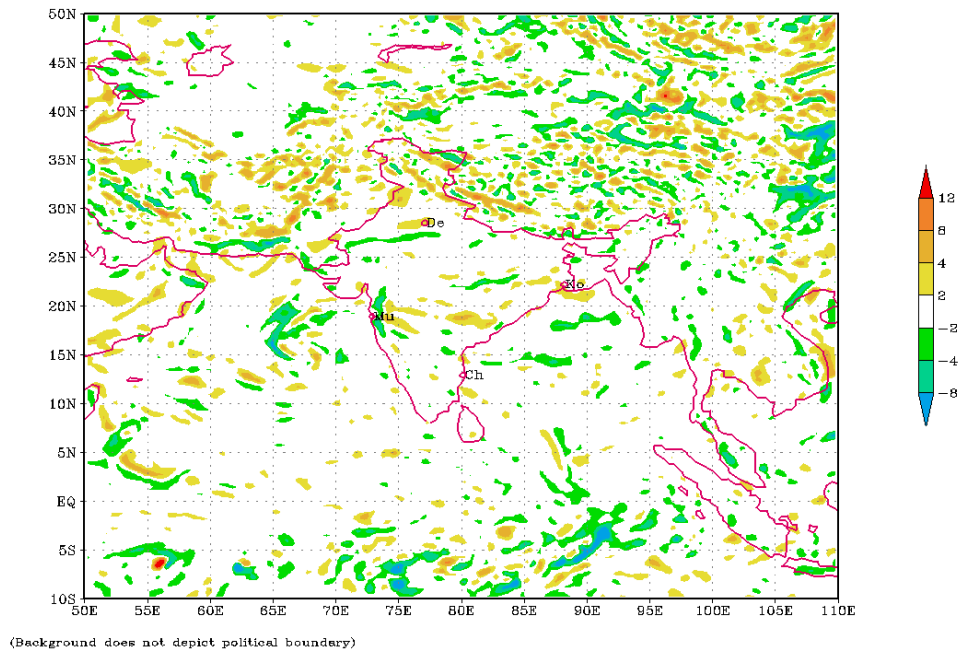 50N
45N
40N
35N
30N
25N
20N
15N
10N
5N
EQ
5S
10S
50E 55E 60E 65E 70E 75E 80E 85E 90E 95E 100E 105E 110E
De
Ko
Mu
Ch
12
8
4
2
-2
-4
-8
(Background does not depict political boundary)